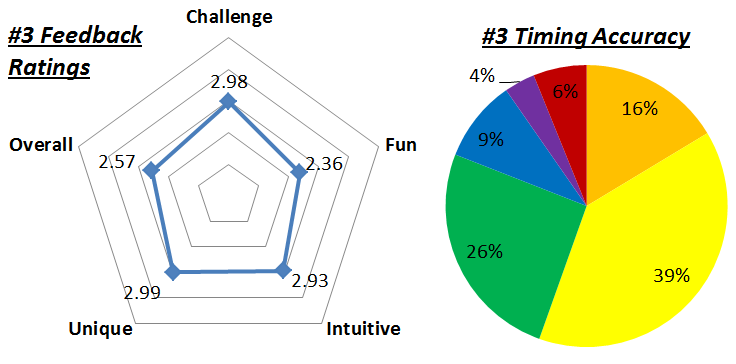 #3 Feedback
Ratings
Challenge
2.98
Overall
2.57
Fun
2.36
2.99
2.93
Unique
Intuitive
#3 Timing Accuracy
4%
6%
16%
9%
26%
39%